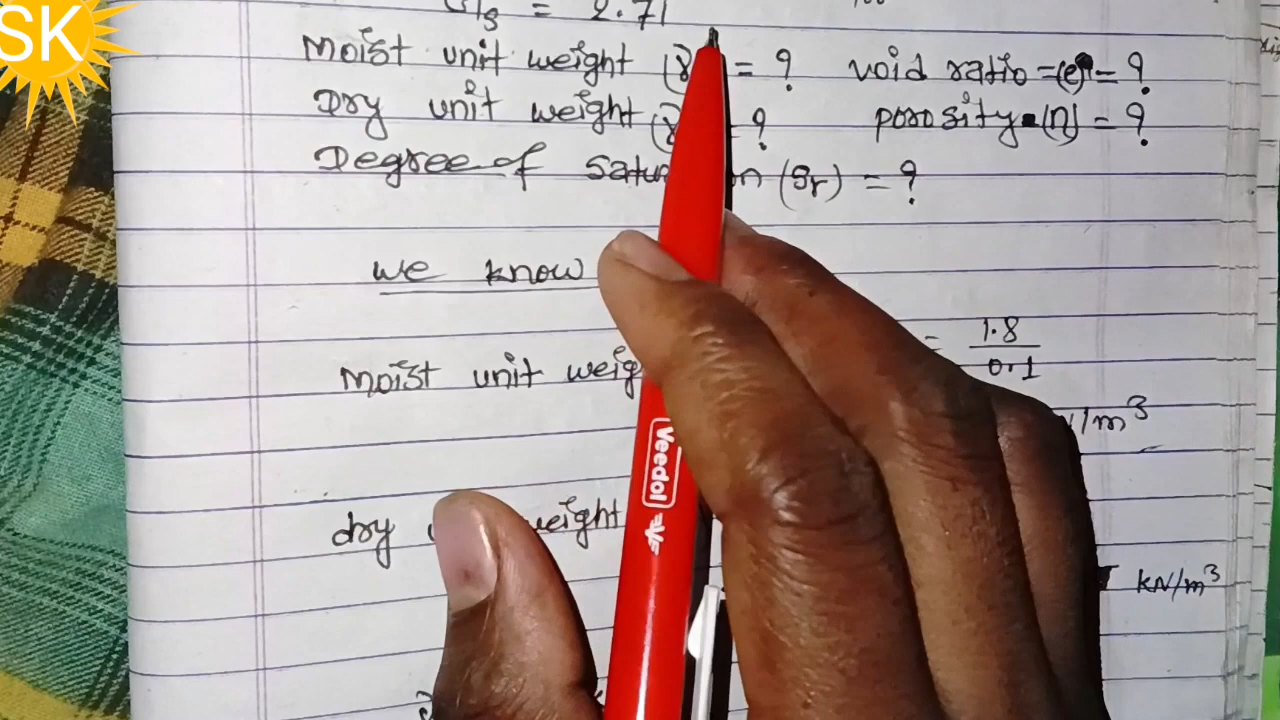 SK
= 2.71
Moist unit weight (γ = ? void ratio =(e) = ?
Dry unit weight (γ = ? porosity (n) = ?
Degree of satu n (Sr) = ?
we know
Moist unit weig = 1.8
0.1
/m³
dry weight
kN/m³
Veedol